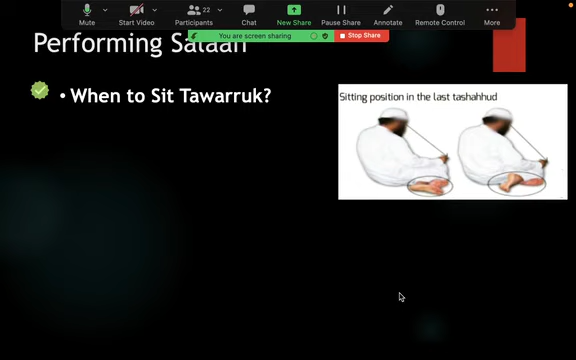 Mute
Start Video
Participants
22
Chat
New Share
Pause Share
Annotate
Remote Control
More
You are screen sharing
Stop Share
Performing Salaah
• When to Sit Tawarruk?
Sitting position in the last tashahhud